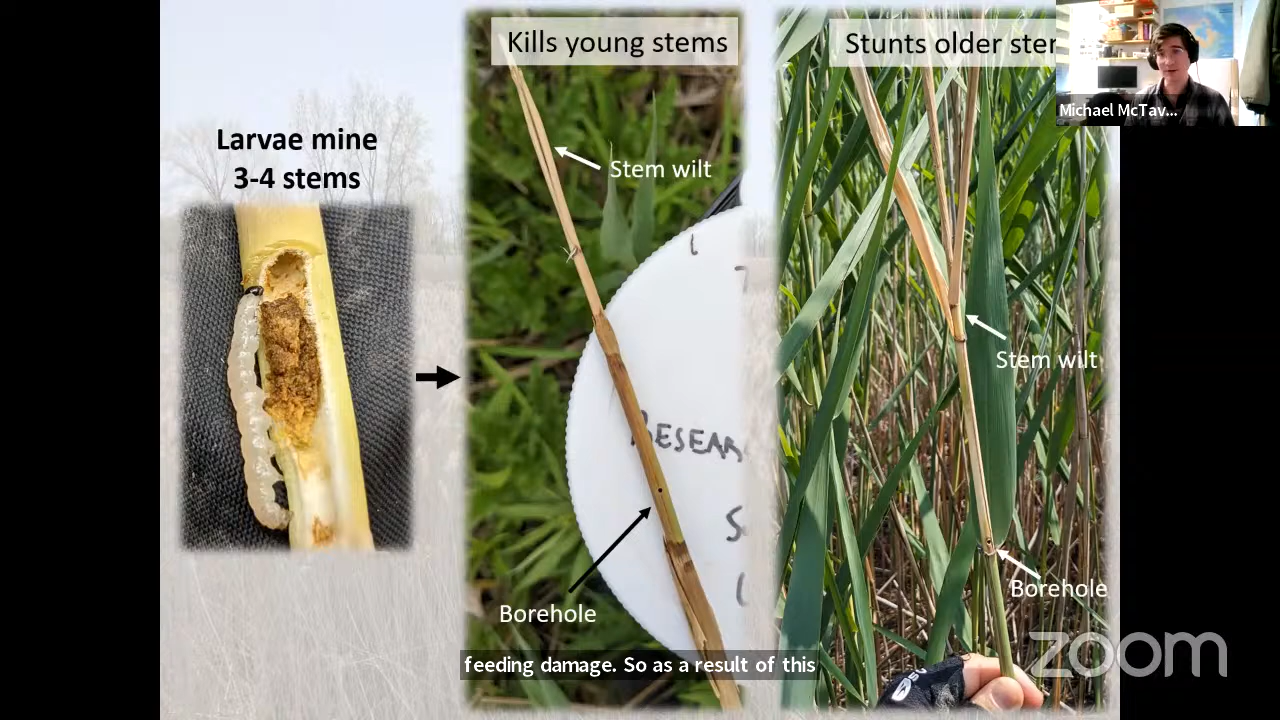 Kills young stems
Stunts older ster
Michael McTav...
Larvae mine
3-4 stems
Stem wilt
Stem wilt
Borehole
Borehole
feeding damage. So as a result of this
zoom